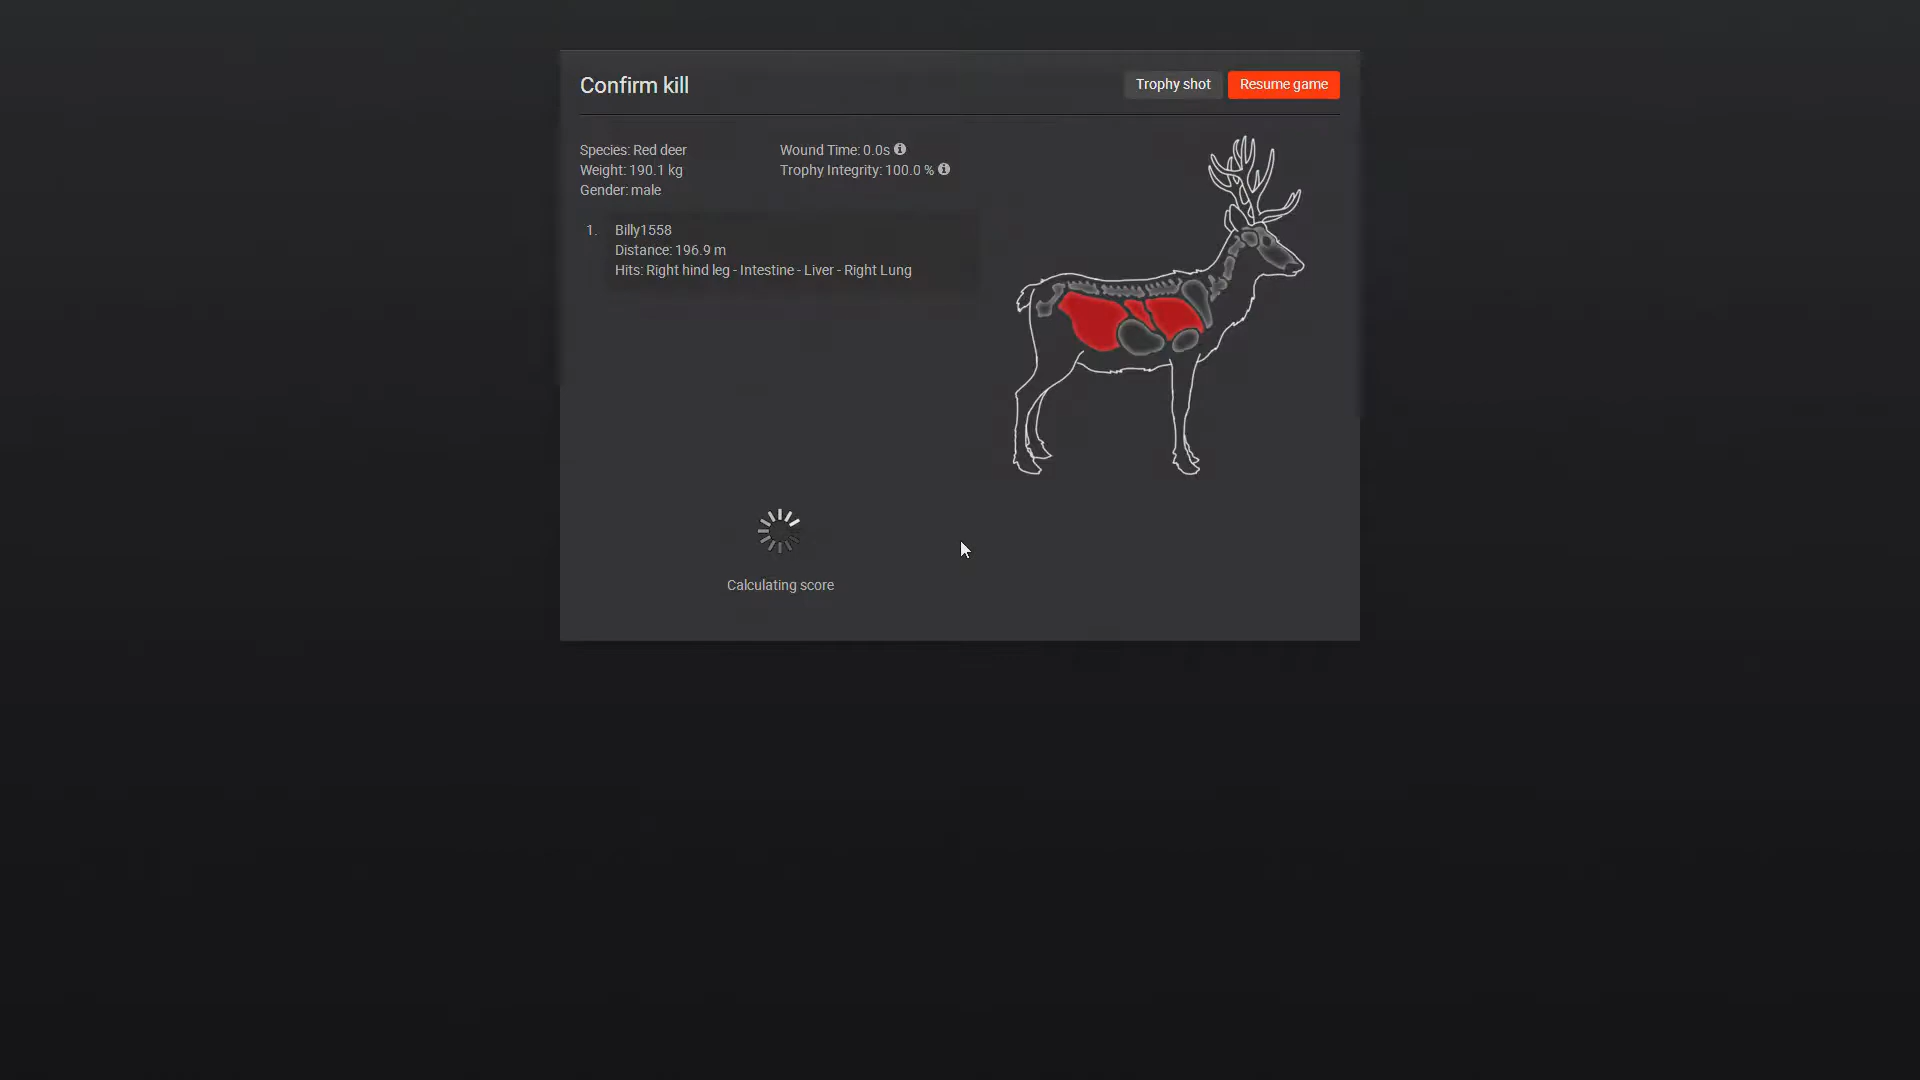 Confirm kill
Trophy shot
Resume game
Species: Red deer
Weight: 190.1 kg
Gender: male
Wound Time: 0.0s
Trophy Integrity: 100.0 %
1. Billy1558
Distance: 196.9 m
Hits: Right hind leg - Intestine - Liver - Right Lung
Calculating score